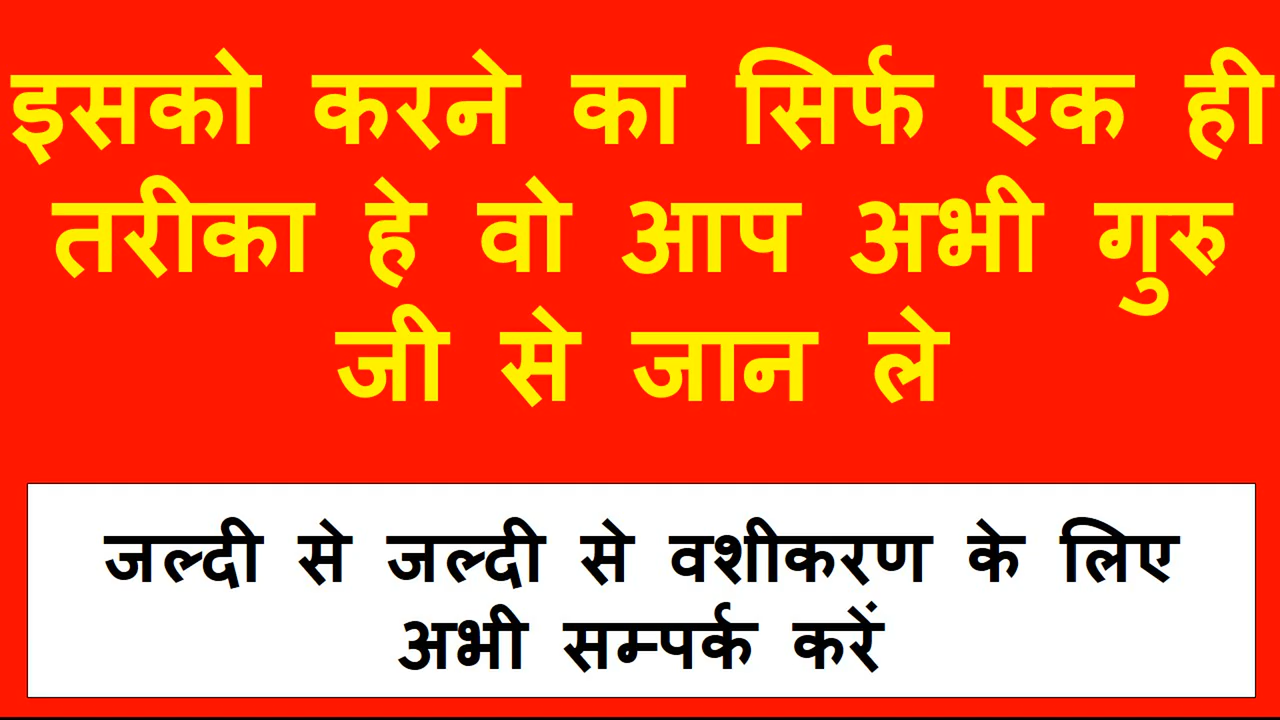 इसको करने का सिर्फ एक ही
तरीका हे वो आप अभी गुरु
जी से जान ले
जल्दी से जल्दी से वशीकरण के लिए
अभी सम्पर्क करें